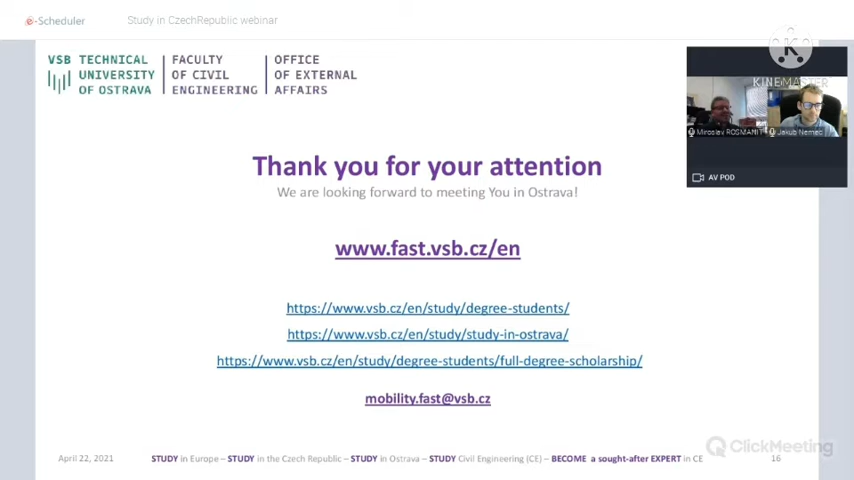 e-Scheduler
Study in CzechRepublic webinar
VSB TECHNICAL
UNIVERSITY
OF OSTRAVA
FACULTY
OF CIVIL
ENGINEERING
OFFICE
OF EXTERNAL
AFFAIRS
K
KINEMASTER
Miroslav ROSMANIT
Jakub Nemec
AV POD
Thank you for your attention
We are looking forward to meeting You in Ostrava!
www.fast.vsb.cz/en
https://www.vsb.cz/en/study/degree-students/
https://www.vsb.cz/en/study/study-in-ostrava/
https://www.vsb.cz/en/study/degree-students/full-degree-scholarship/
mobility.fast@vsb.cz
ClickMeeting
April 22, 2021
STUDY in Europe – STUDY in the Czech Republic – STUDY in Ostrava – STUDY Civil Engineering (CE) – BECOME a sought-after EXPERT in CE
16